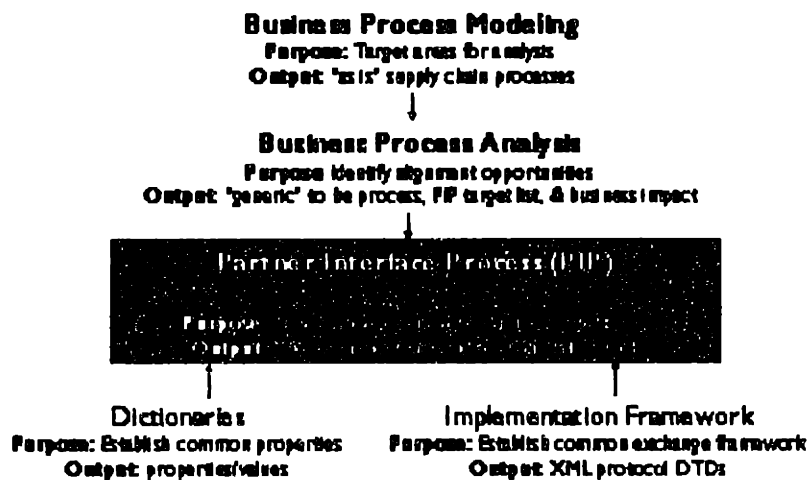 Business Process Modeling
Purpose: Target areas for analysis
Output: "as is" supply chain processes
Business Process Analysis
Purpose: Identify alignment opportunities
Output: "generic" to be process, PIP target list, & business impact
Partner Interface Process (PIP)
Purpose
Output
Dictionaries
Purpose: Establish common properties
Output: properties/values
Implementation Framework
Purpose: Establish common exchange framework
Output: XML protocol DTDs